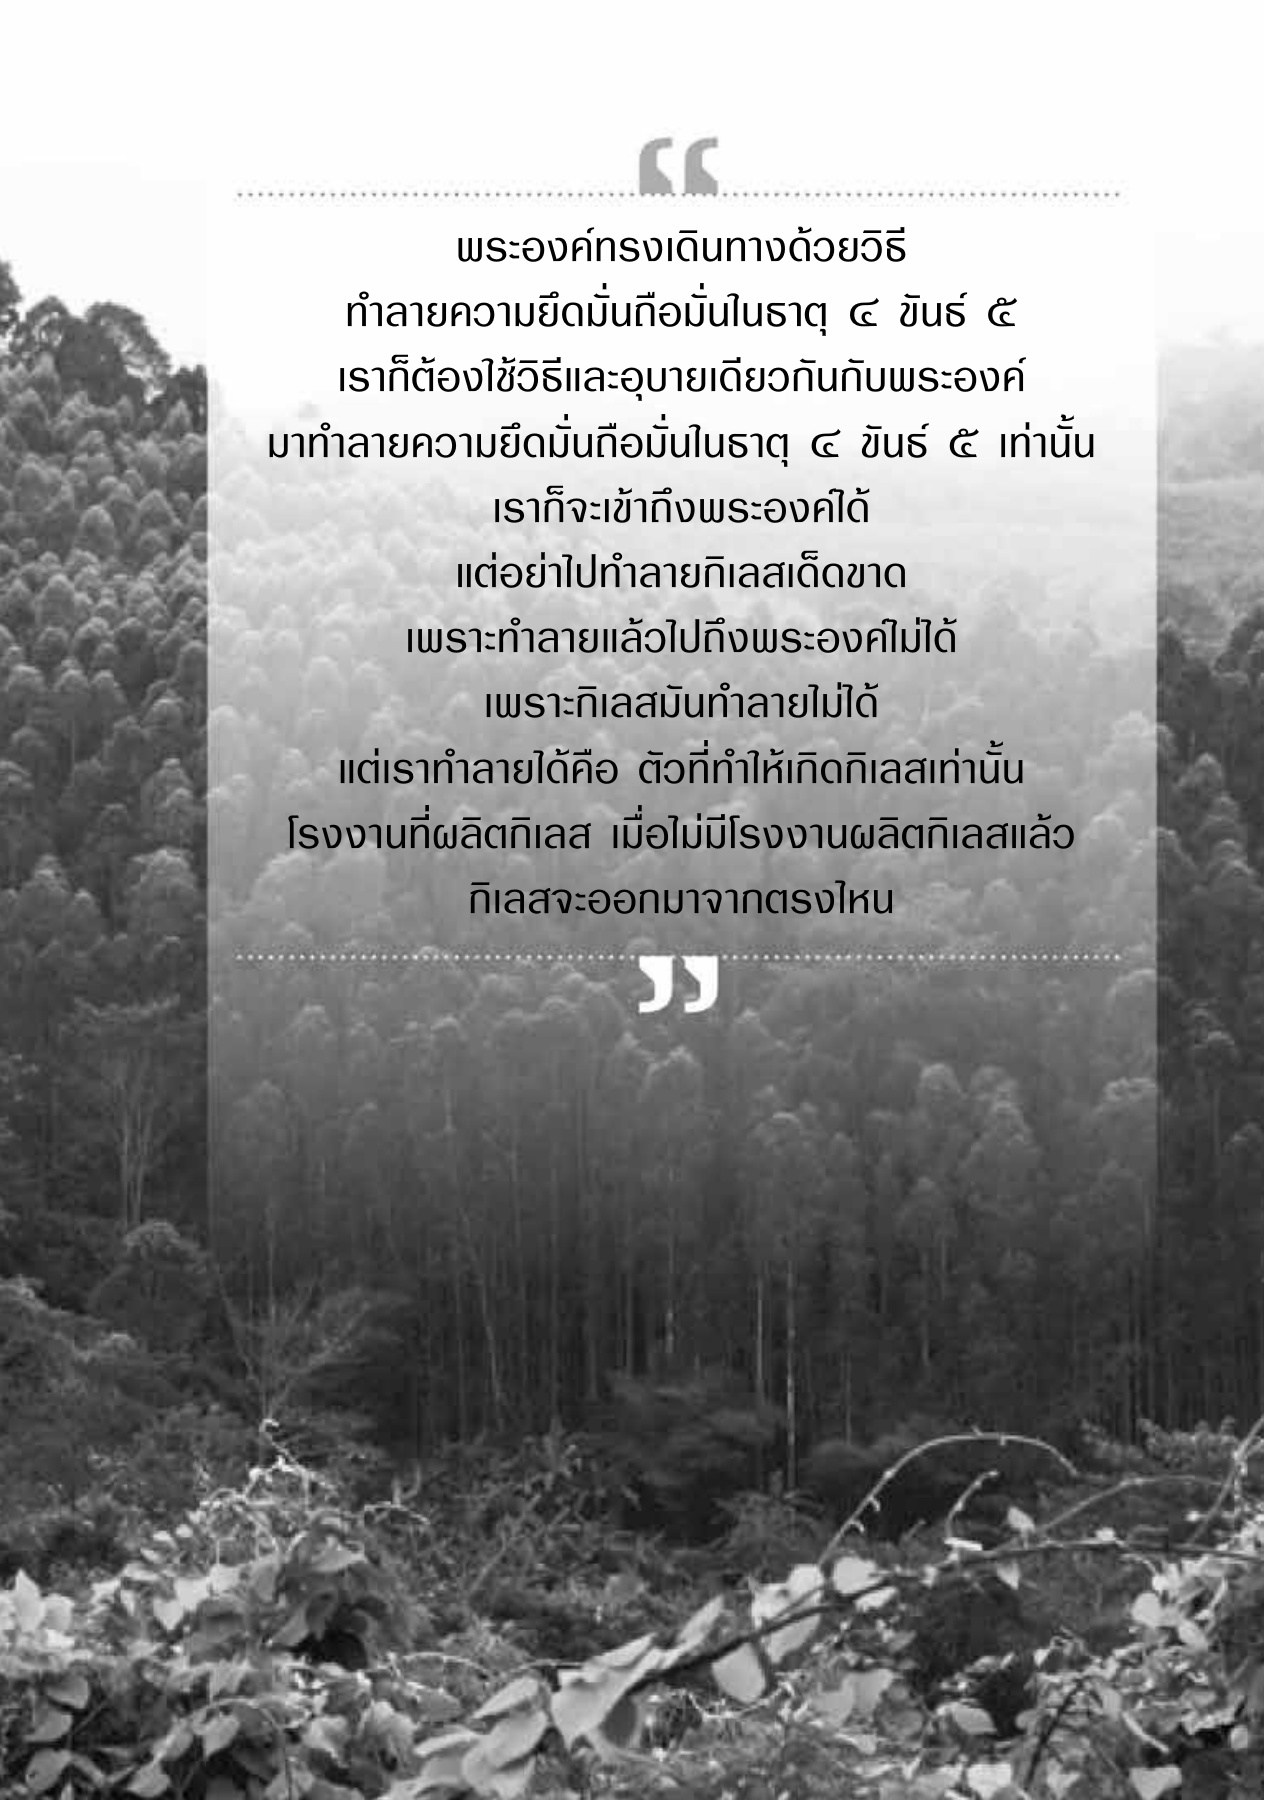 “
พระองค์ทรงเดินทางด้วยวิธี
ทำลายความยึดมั่นถือมั่นในธาตุ ๔ ขันธ์ ๕
เราก็ต้องใช้วิธีและอุบายเดียวกันกับพระองค์
มาทำลายความยึดมั่นถือมั่นในธาตุ ๔ ขันธ์ ๕ เท่านั้น
เราก็จะเข้าถึงพระองค์ได้
แต่อย่าไปทำลายกิเลสเด็ดขาด
เพราะทำลายแล้วไปถึงพระองค์ไม่ได้
เพราะกิเลสมันทำลายไม่ได้
แต่เราทำลายได้คือ ตัวที่ทำให้เกิดกิเลสเท่านั้น
โรงงานที่ผลิตกิเลส เมื่อไม่มีโรงงานผลิตกิเลสแล้ว
กิเลสจะออกมาจากตรงไหน
”